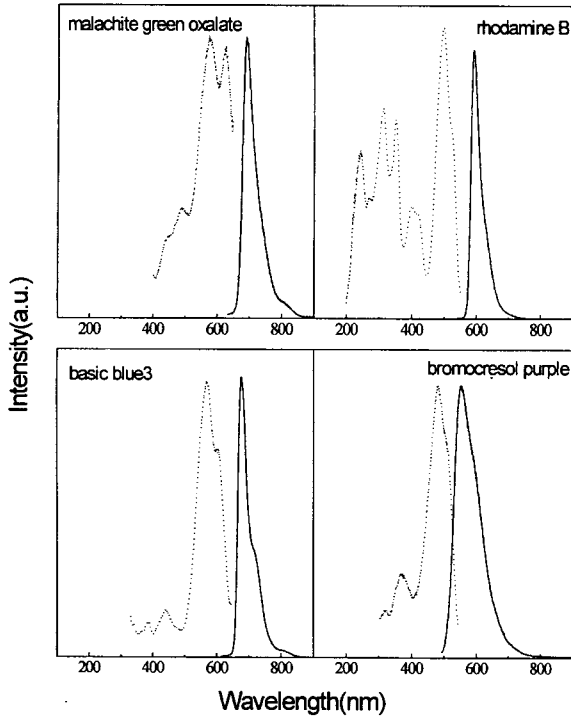 malachite green oxalate
rhodamine B
200 400 600 800
200 400 600 800
basic blue3
bromocresol purple
200 400 600 800
200 400 600 800
Intensity(a.u.)
Wavelength(nm)